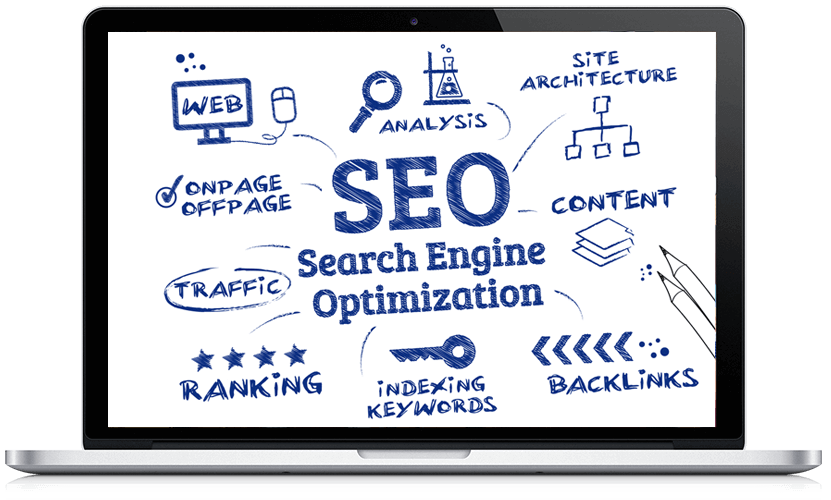 WEB
ANALYSIS
SITE
ARCHITECTURE
ONPAGE
OFFPAGE
SEO
Search Engine
Optimization
CONTENT
TRAFFIC
RANKING
INDEXING
KEYWORDS
BACKLINKS